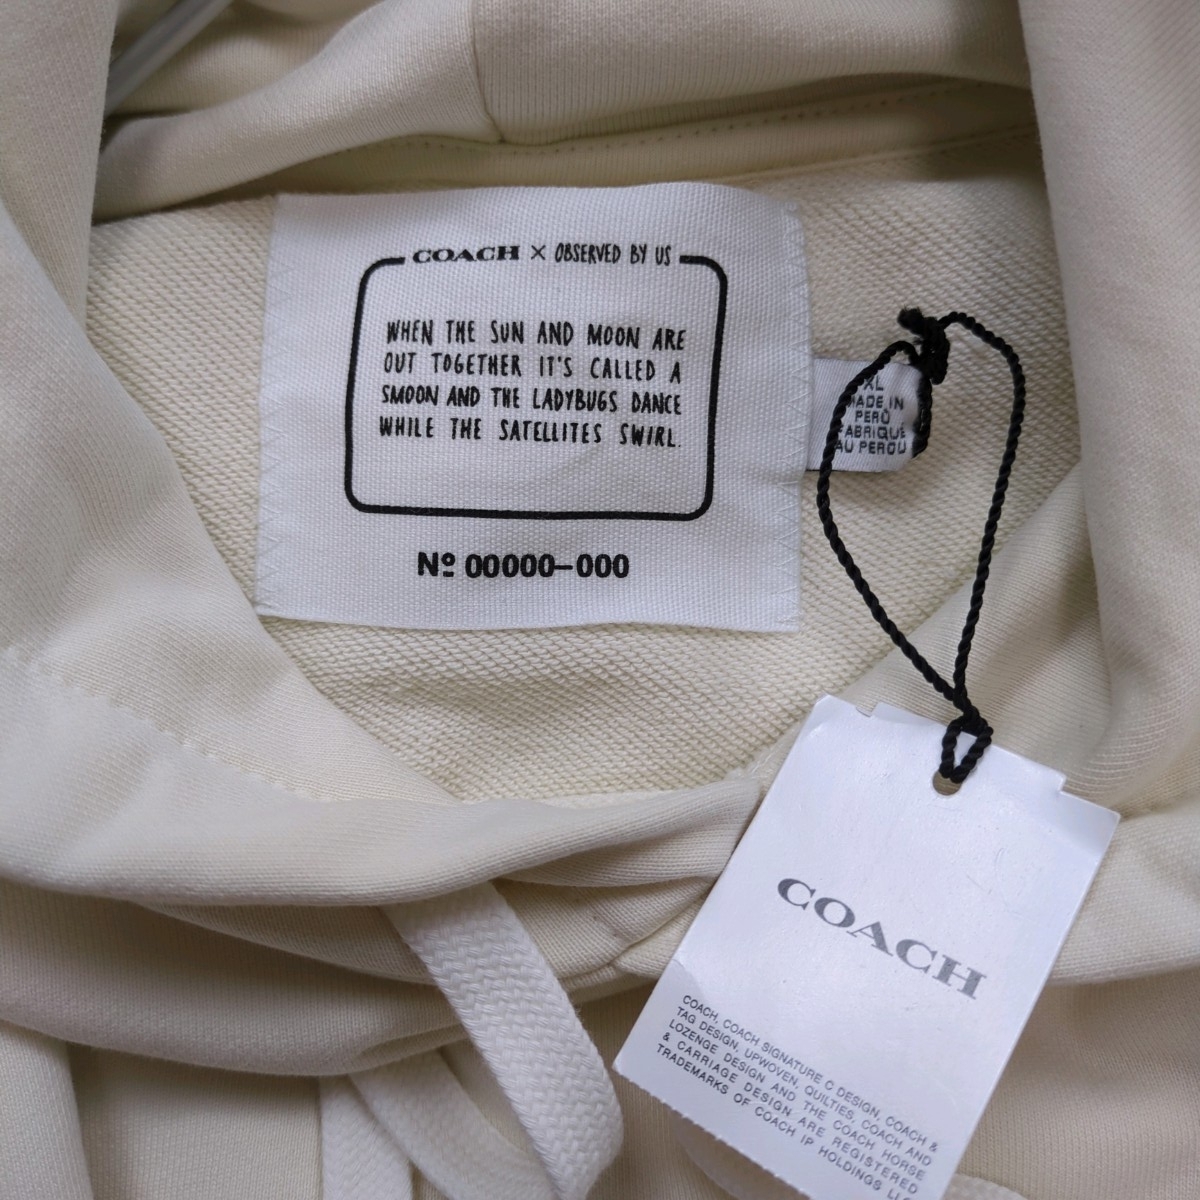 COACH × OBSERVED BY US
WHEN THE SUN AND MOON ARE
OUT TOGETHER IT'S CALLED A
SMOON AND THE LADYBUGS DANCE
WHILE THE SATELLITES SWIRL.
Nº 00000-000
XL
MADE IN
PERÚ
FABRIQUÉ
AU PEROU
COACH
COACH, COACH SIGNATURE C DESIGN, COACH &
TAG DESIGN, UPWOVEN, QUILTIES, COACH AND
LOZENGE DESIGN AND THE COACH HORSE
& CARRIAGE DESIGN ARE REGISTERED
TRADEMARKS OF COACH IP HOLDINGS